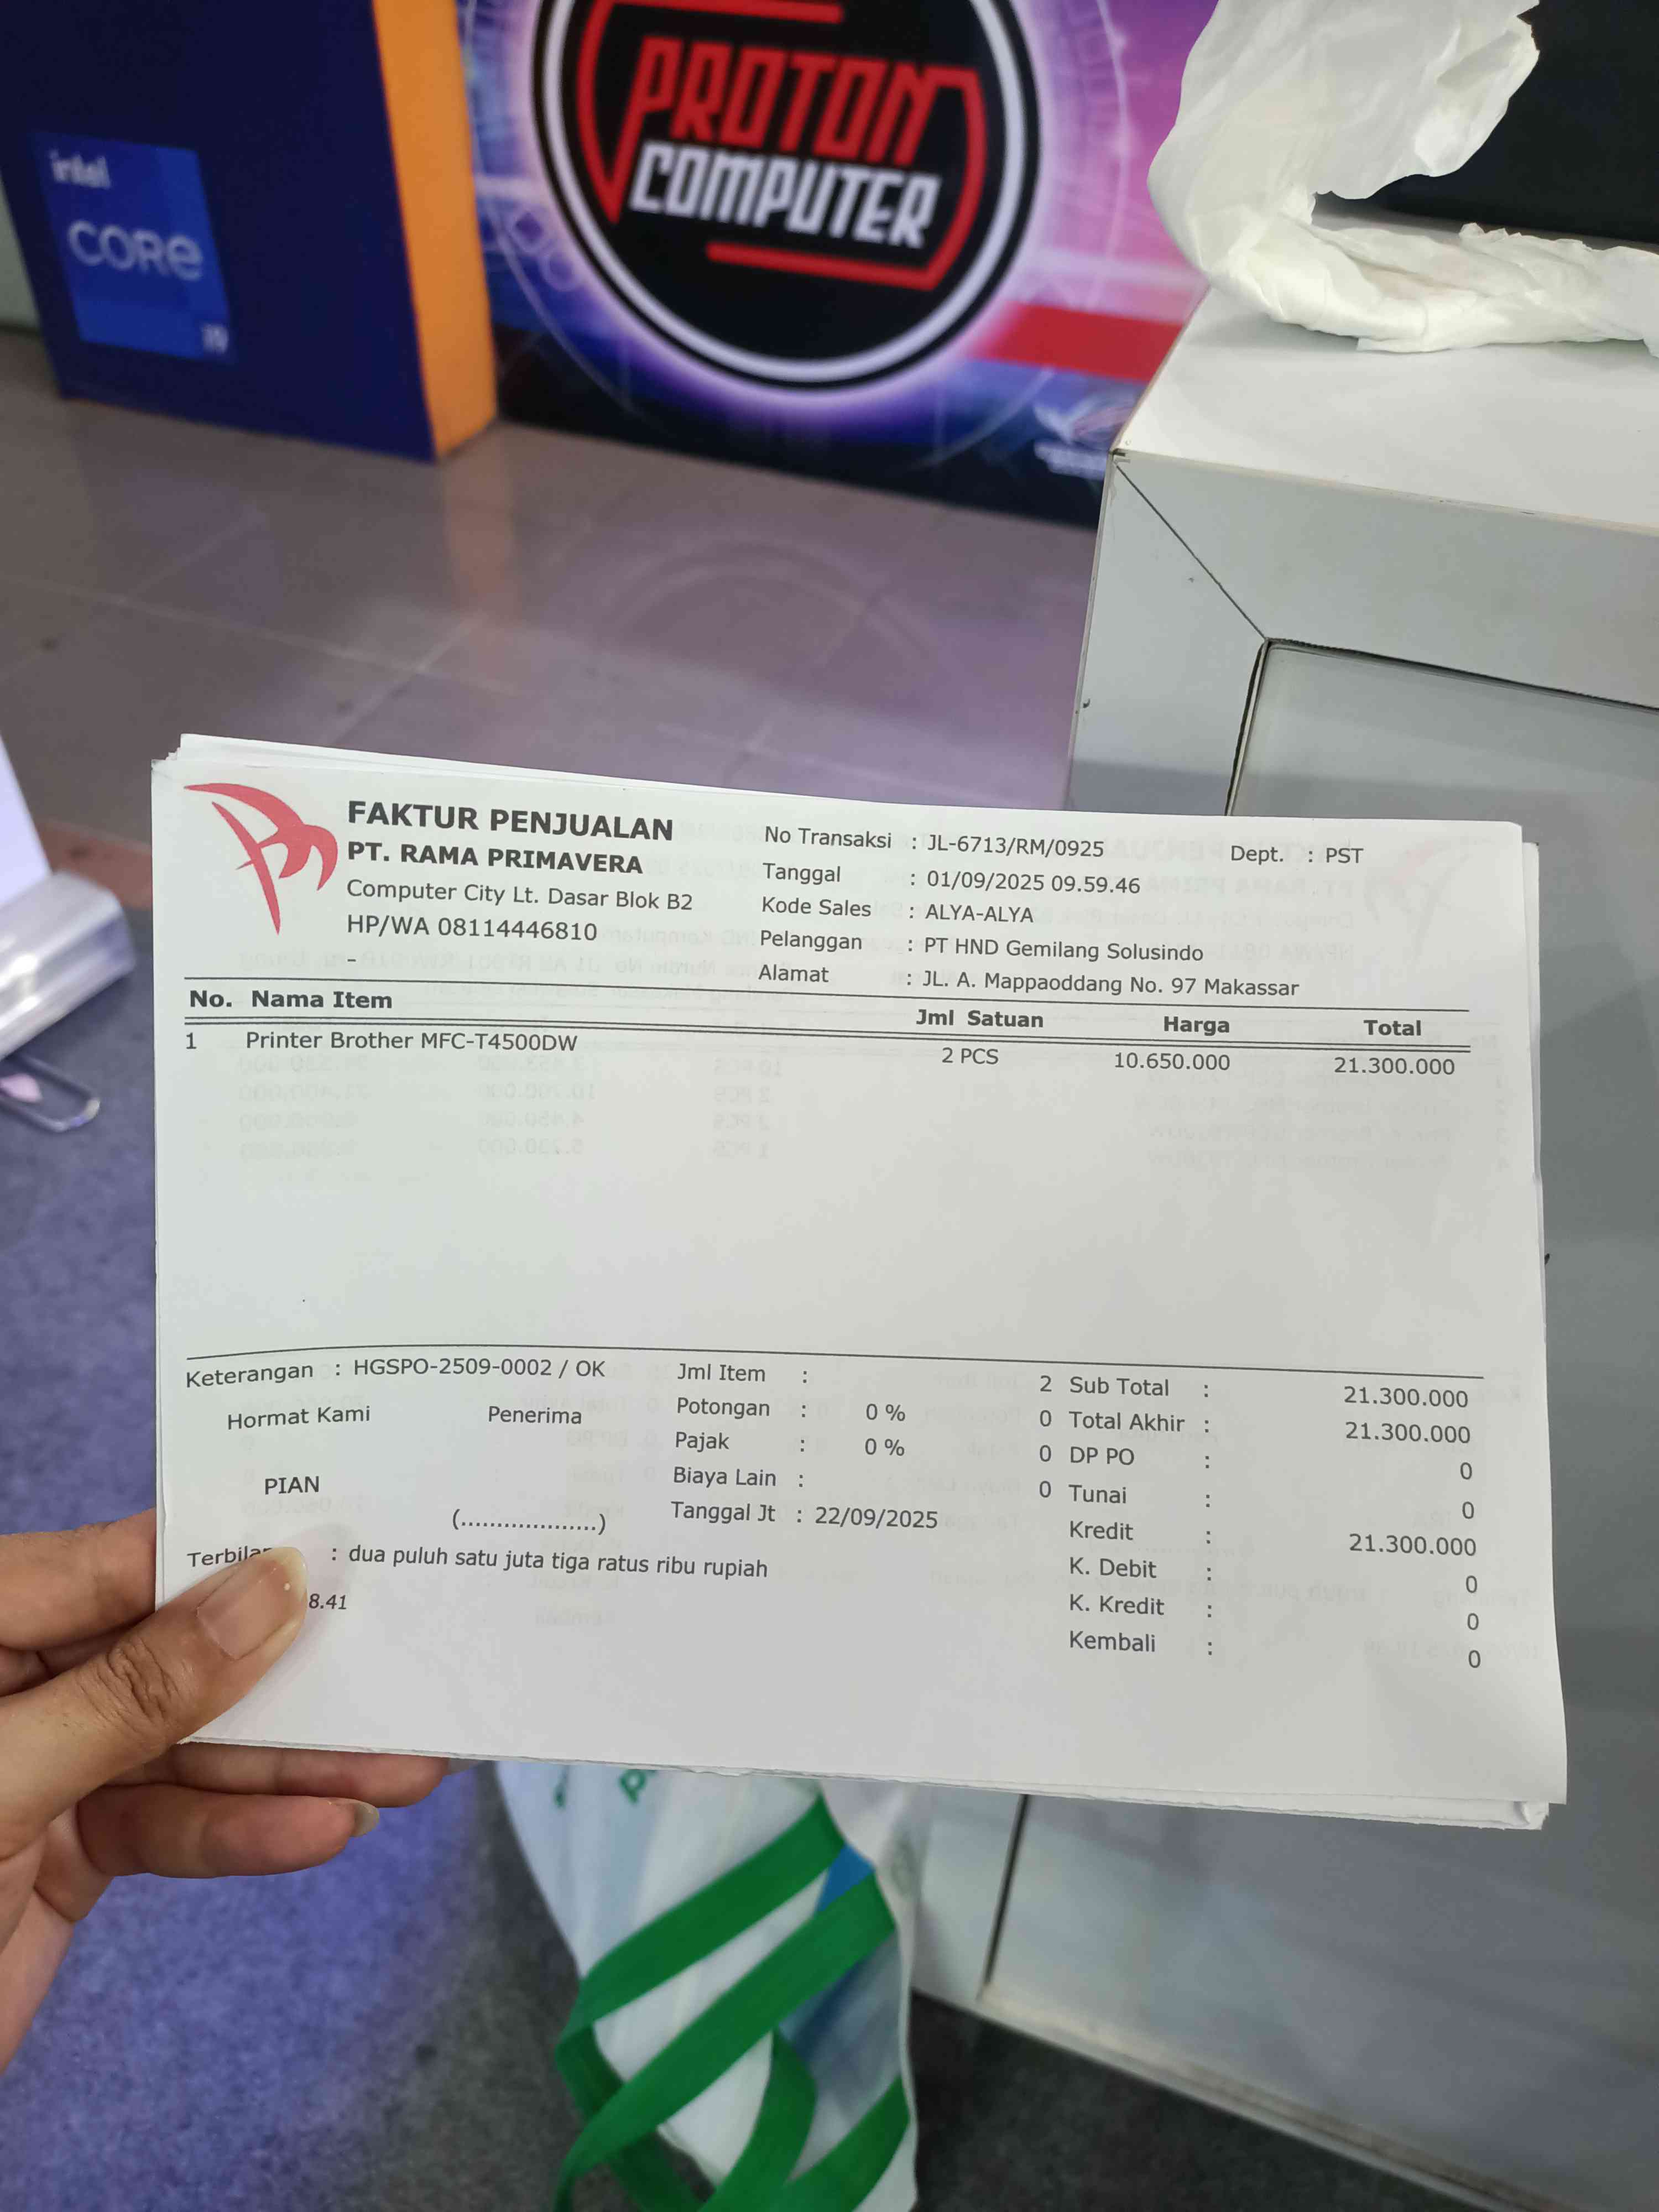 PROTON
COMPUTER
intel
CORe
i9
FAKTUR PENJUALAN
PT. RAMA PRIMAVERA
Computer City Lt. Dasar Blok B2
HP/WA 08114446810
-
No Transaksi : JL-6713/RM/0925 Dept. : PST
Tanggal : 01/09/2025 09.59.46
Kode Sales : ALYA-ALYA
Pelanggan : PT HND Gemilang Solusindo
Alamat : JL. A. Mappaoddang No. 97 Makassar
No. Nama Item Jml Satuan Harga Total
1 Printer Brother MFC-T4500DW 2 PCS 10.650.000 21.300.000
Keterangan : HGSPO-2509-0002 / OK
Hormat Kami Penerima
PIAN
(...................)
Jml Item : 2
Potongan : 0 % 0
Pajak : 0 % 0
Biaya Lain : 0
Tanggal Jt : 22/09/2025
Sub Total : 21.300.000
Total Akhir : 21.300.000
DP PO : 0
Tunai : 0
Kredit : 21.300.000
K. Debit : 0
K. Kredit : 0
Kembali : 0
: dua puluh satu juta tiga ratus ribu rupiah
8.41